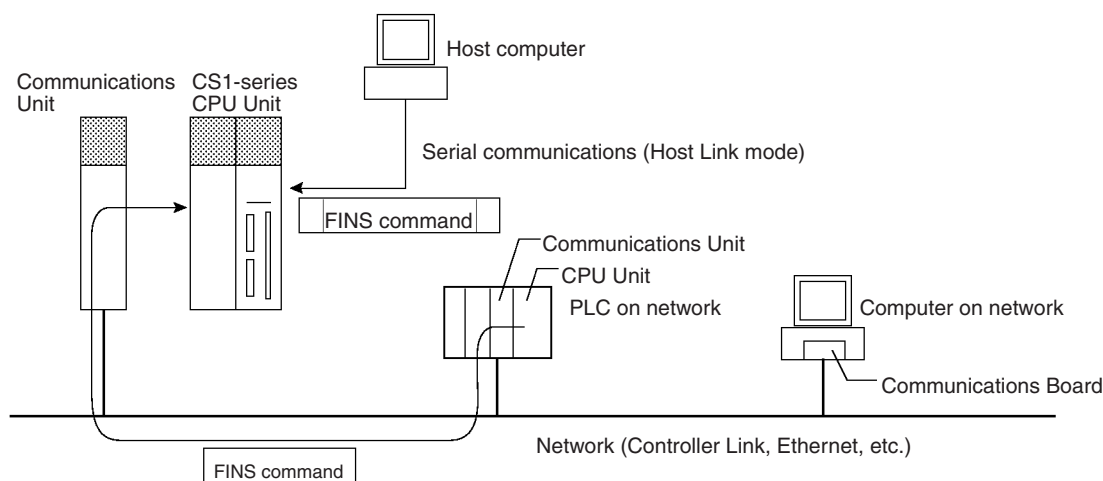 Host computer
Communications
Unit
CS1-series
CPU Unit
Serial communications (Host Link mode)
FINS command
Communications Unit
CPU Unit
PLC on network
Computer on network
Communications Board
Network (Controller Link, Ethernet, etc.)
FINS command